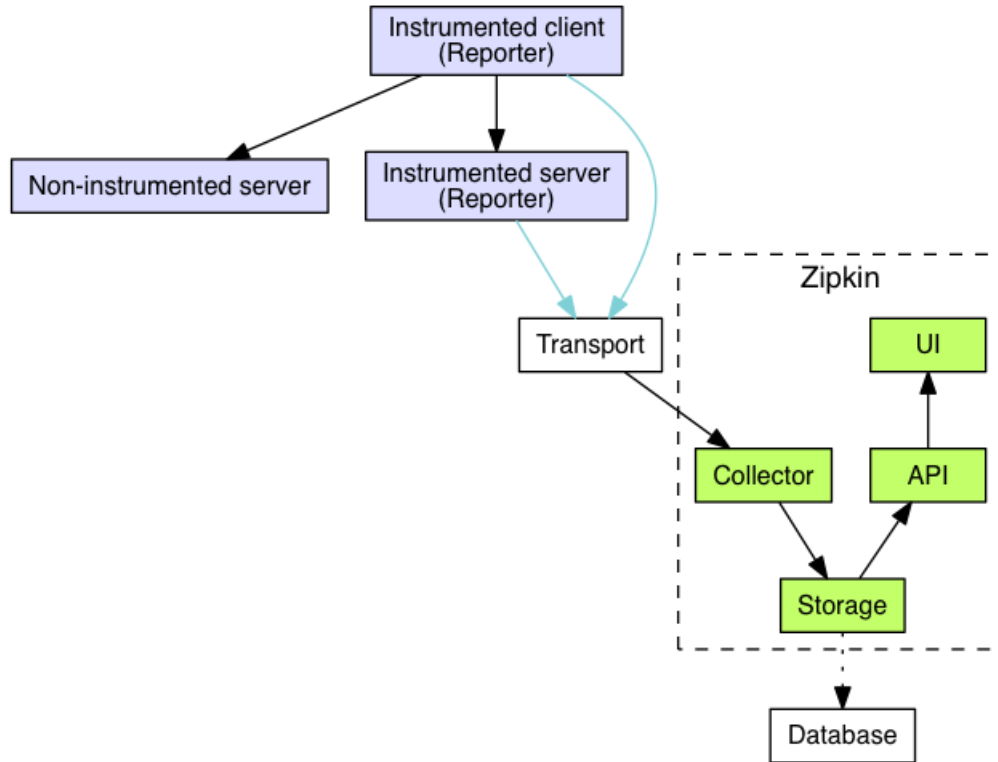 Instrumented client
(Reporter)
Non-instrumented server
Instrumented server
(Reporter)
Zipkin
Transport
UI
Collector
API
Storage
Database